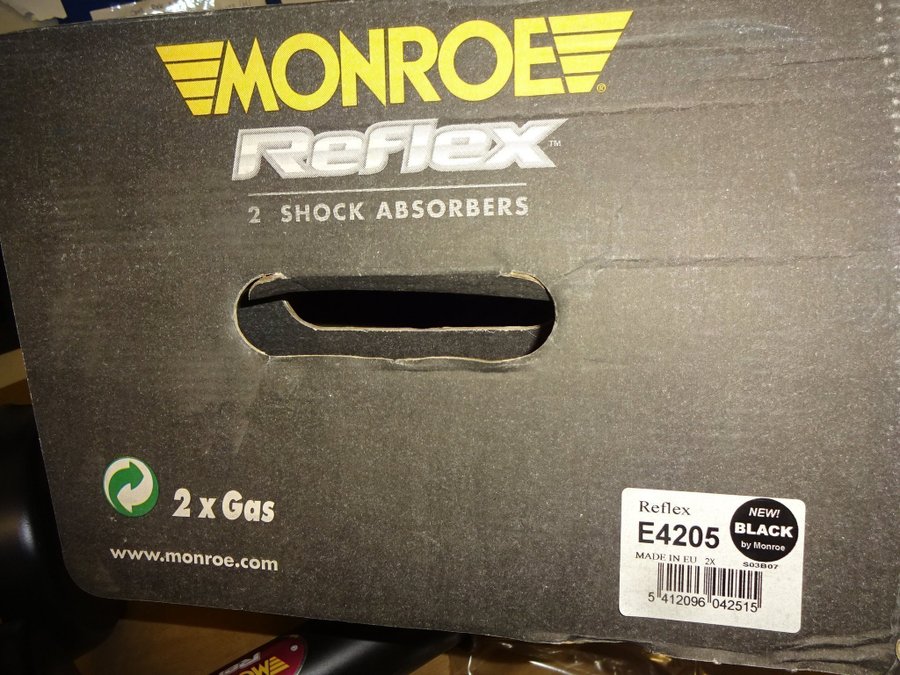 MONROE®
Reflex™
2 SHOCK ABSORBERS
2 x Gas
www.monroe.com
Reflex
E4205
NEW!
BLACK
by Monroe
MADE IN EU 2X
S03B07
5 412096 042515